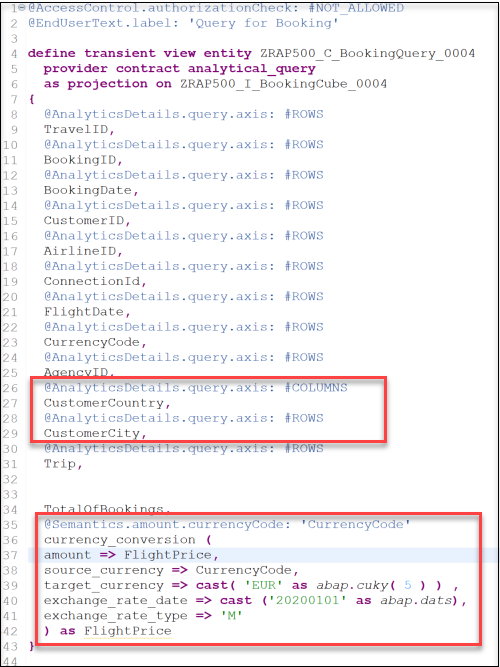 1 @AccessControl.authorizationCheck: #NOT_ALLOWED
2 @EndUserText.label: 'Query for Booking'
3
4 define transient view entity ZRAP500_C_BookingQuery_0004
5 provider contract analytical_query
6 as projection on ZRAP500_I_BookingCube_0004
7 {
8 @AnalyticsDetails.query.axis: #ROWS
9 TravelID,
10 @AnalyticsDetails.query.axis: #ROWS
11 BookingID,
12 @AnalyticsDetails.query.axis: #ROWS
13 BookingDate,
14 @AnalyticsDetails.query.axis: #ROWS
15 CustomerID,
16 @AnalyticsDetails.query.axis: #ROWS
17 AirlineID,
18 @AnalyticsDetails.query.axis: #ROWS
19 ConnectionId,
20 @AnalyticsDetails.query.axis: #ROWS
21 FlightDate,
22 @AnalyticsDetails.query.axis: #ROWS
23 CurrencyCode,
24 @AnalyticsDetails.query.axis: #ROWS
25 AgencyID,
26 @AnalyticsDetails.query.axis: #COLUMNS
27 CustomerCountry,
28 @AnalyticsDetails.query.axis: #ROWS
29 CustomerCity,
30 @AnalyticsDetails.query.axis: #ROWS
31 Trip,
32
33
34 TotalOfBookings,
35 @Semantics.amount.currencyCode: 'CurrencyCode'
36 currency_conversion (
37 amount => FlightPrice,
38 source_currency => CurrencyCode,
39 target_currency => cast( 'EUR' as abap.cuky( 5 ) ) ,
40 exchange_rate_date => cast ('20200101' as abap.dats),
41 exchange_rate_type => 'M'
42 ) as FlightPrice
43 }
44